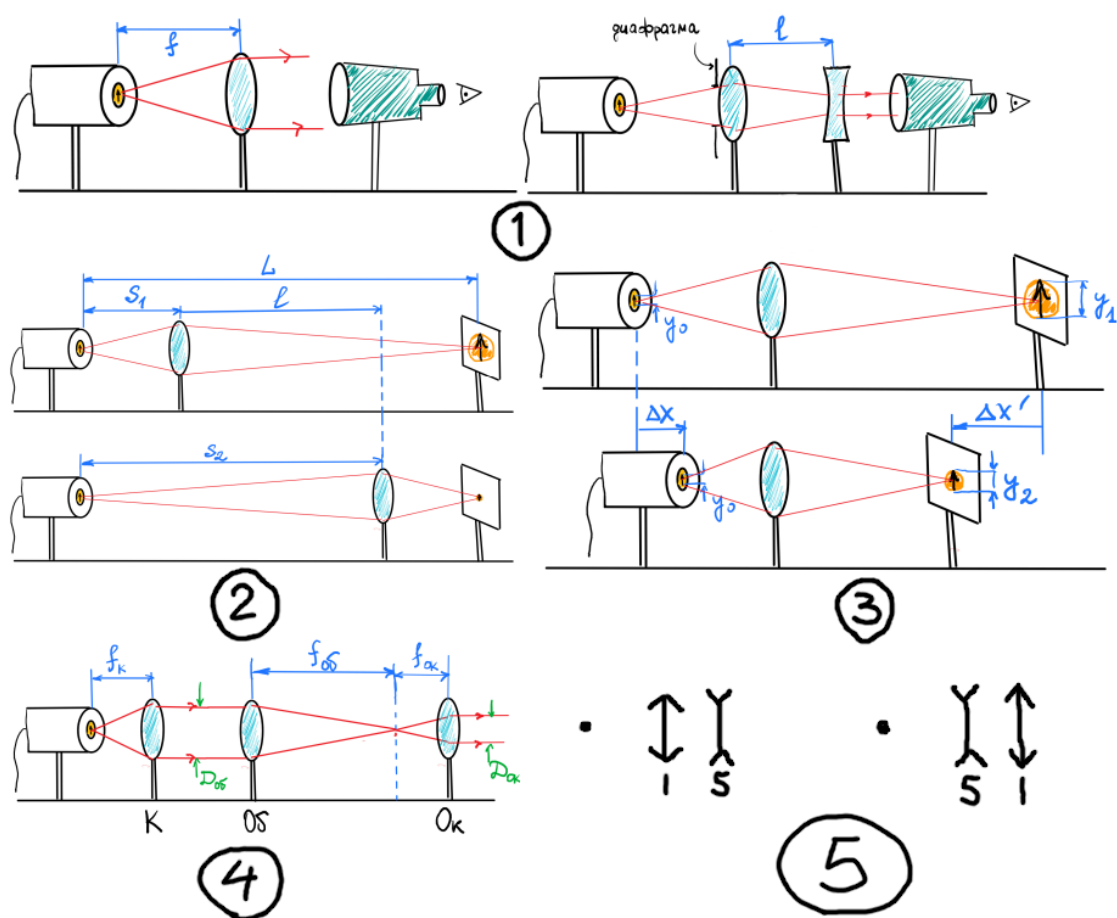 f
диафрагма
l
1
L
S₁
l
S₂
2
y₀
y₁
Δx
Δx′
y₀
y₂
3
fк
fоб
fок
Dоб
Dок
К
Об
Ок
4
1
5
5
1
5